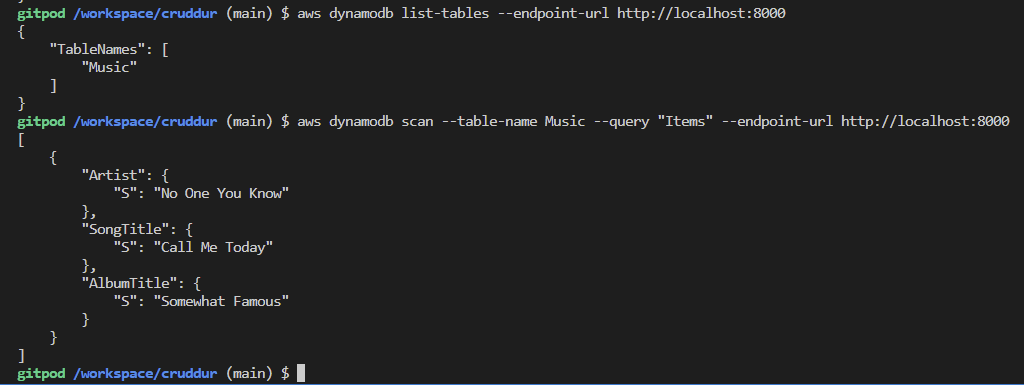 }
gitpod /workspace/cruddur (main) $ aws dynamodb list-tables --endpoint-url http://localhost:8000
{
    "TableNames": [
        "Music"
    ]
}
gitpod /workspace/cruddur (main) $ aws dynamodb scan --table-name Music --query "Items" --endpoint-url http://localhost:8000
[
    {
        "Artist": {
            "S": "No One You Know"
        },
        "SongTitle": {
            "S": "Call Me Today"
        },
        "AlbumTitle": {
            "S": "Somewhat Famous"
        }
    }
]
gitpod /workspace/cruddur (main) $